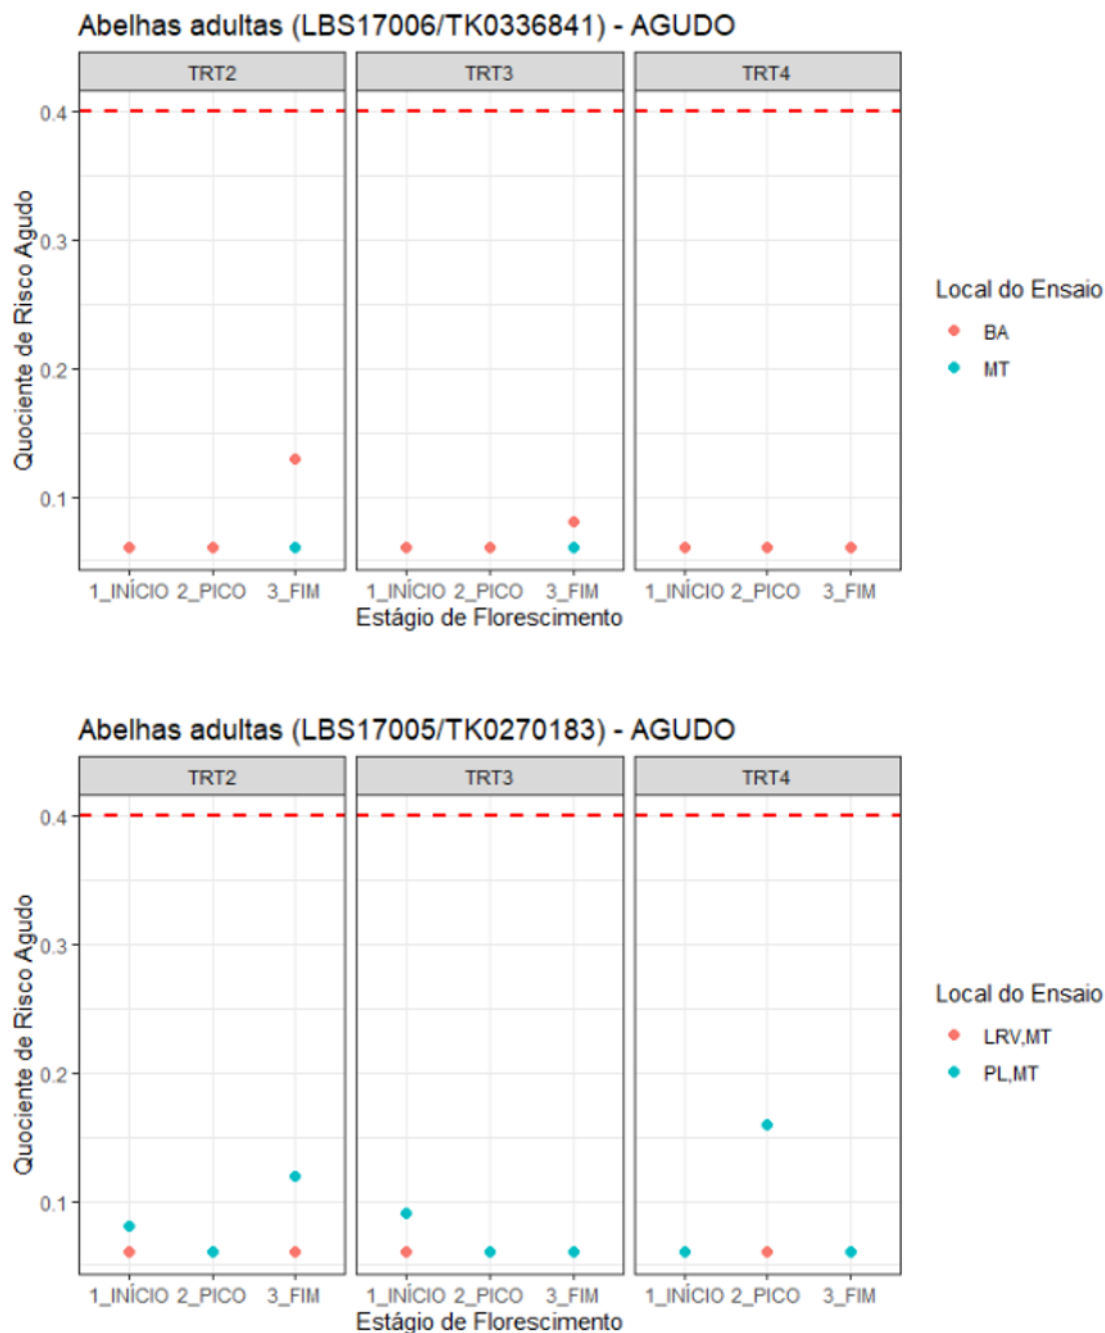 Abelhas adultas (LBS17006/TK0336841) - AGUDO
TRT2 TRT3 TRT4
Quociente de Risco Agudo
0.4
0.3
0.2
0.1
1_INÍCIO 2_PICO 3_FIM 1_INÍCIO 2_PICO 3_FIM 1_INÍCIO 2_PICO 3_FIM
Estágio de Florescimento
Local do Ensaio
BA
MT
Abelhas adultas (LBS17005/TK0270183) - AGUDO
TRT2 TRT3 TRT4
Quociente de Risco Agudo
0.4
0.3
0.2
0.1
1_INÍCIO 2_PICO 3_FIM 1_INÍCIO 2_PICO 3_FIM 1_INÍCIO 2_PICO 3_FIM
Estágio de Florescimento
Local do Ensaio
LRV,MT
PL,MT